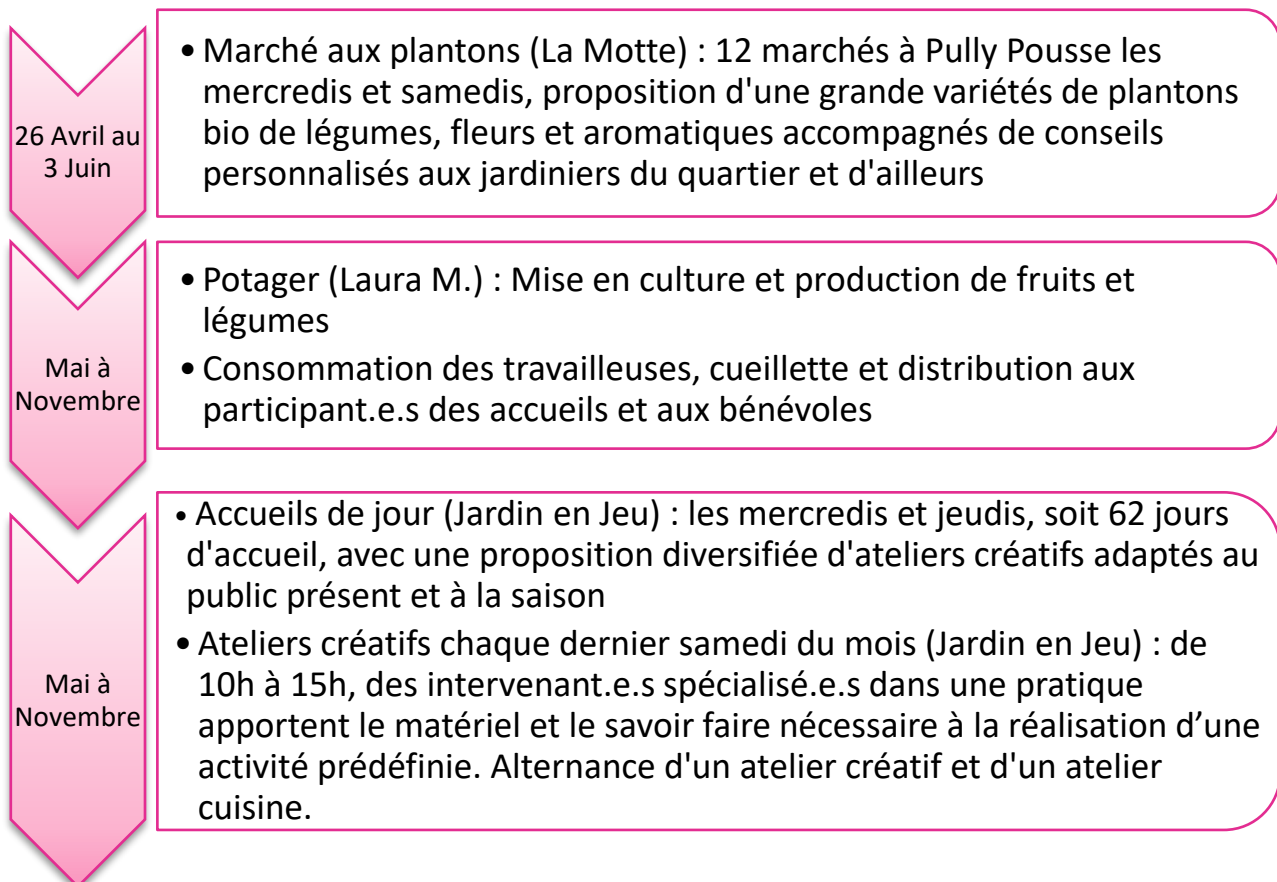 26 Avril au
3 Juin
• Marché aux plantons (La Motte) : 12 marchés à Pully Pousse les
mercredis et samedis, proposition d'une grande variétés de plantons
bio de légumes, fleurs et aromatiques accompagnés de conseils
personnalisés aux jardiniers du quartier et d'ailleurs
Mai à
Novembre
• Potager (Laura M.) : Mise en culture et production de fruits et
légumes
• Consommation des travailleuses, cueillette et distribution aux
participant.e.s des accueils et aux bénévoles
Mai à
Novembre
• Accueils de jour (Jardin en Jeu) : les mercredis et jeudis, soit 62 jours
d'accueil, avec une proposition diversifiée d'ateliers créatifs adaptés au
public présent et à la saison
• Ateliers créatifs chaque dernier samedi du mois (Jardin en Jeu) : de
10h à 15h, des intervenant.e.s spécialisé.e.s dans une pratique
apportent le matériel et le savoir faire nécessaire à la réalisation d’une
activité prédéfinie. Alternance d'un atelier créatif et d'un atelier
cuisine.